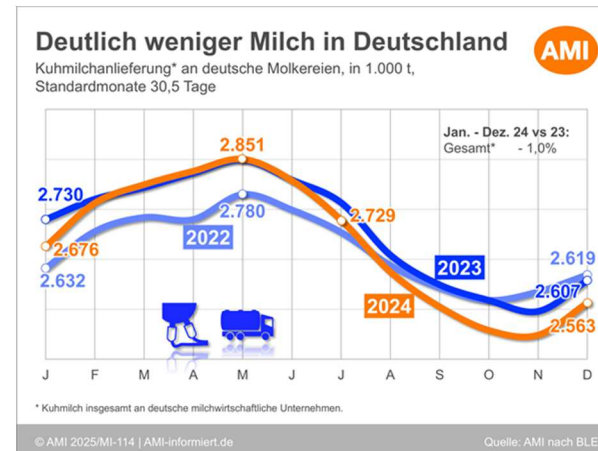 Deutlich weniger Milch in Deutschland
AMI
Kuhmilchanlieferung* an deutsche Molkereien, in 1.000 t,
Standardmonate 30,5 Tage
Jan. - Dez. 24 vs 23:
Gesamt* - 1,0%
2.851
2.730
2.780
2.729
2.676
2.632
2022
2023
2024
2.619
2.607
2.563
J F M A M J J A S O N D
* Kuhmilch insgesamt an deutsche milchwirtschaftliche Unternehmen.
© AMI 2025/MI-114 | AMI-informiert.de
Quelle: AMI nach BLE